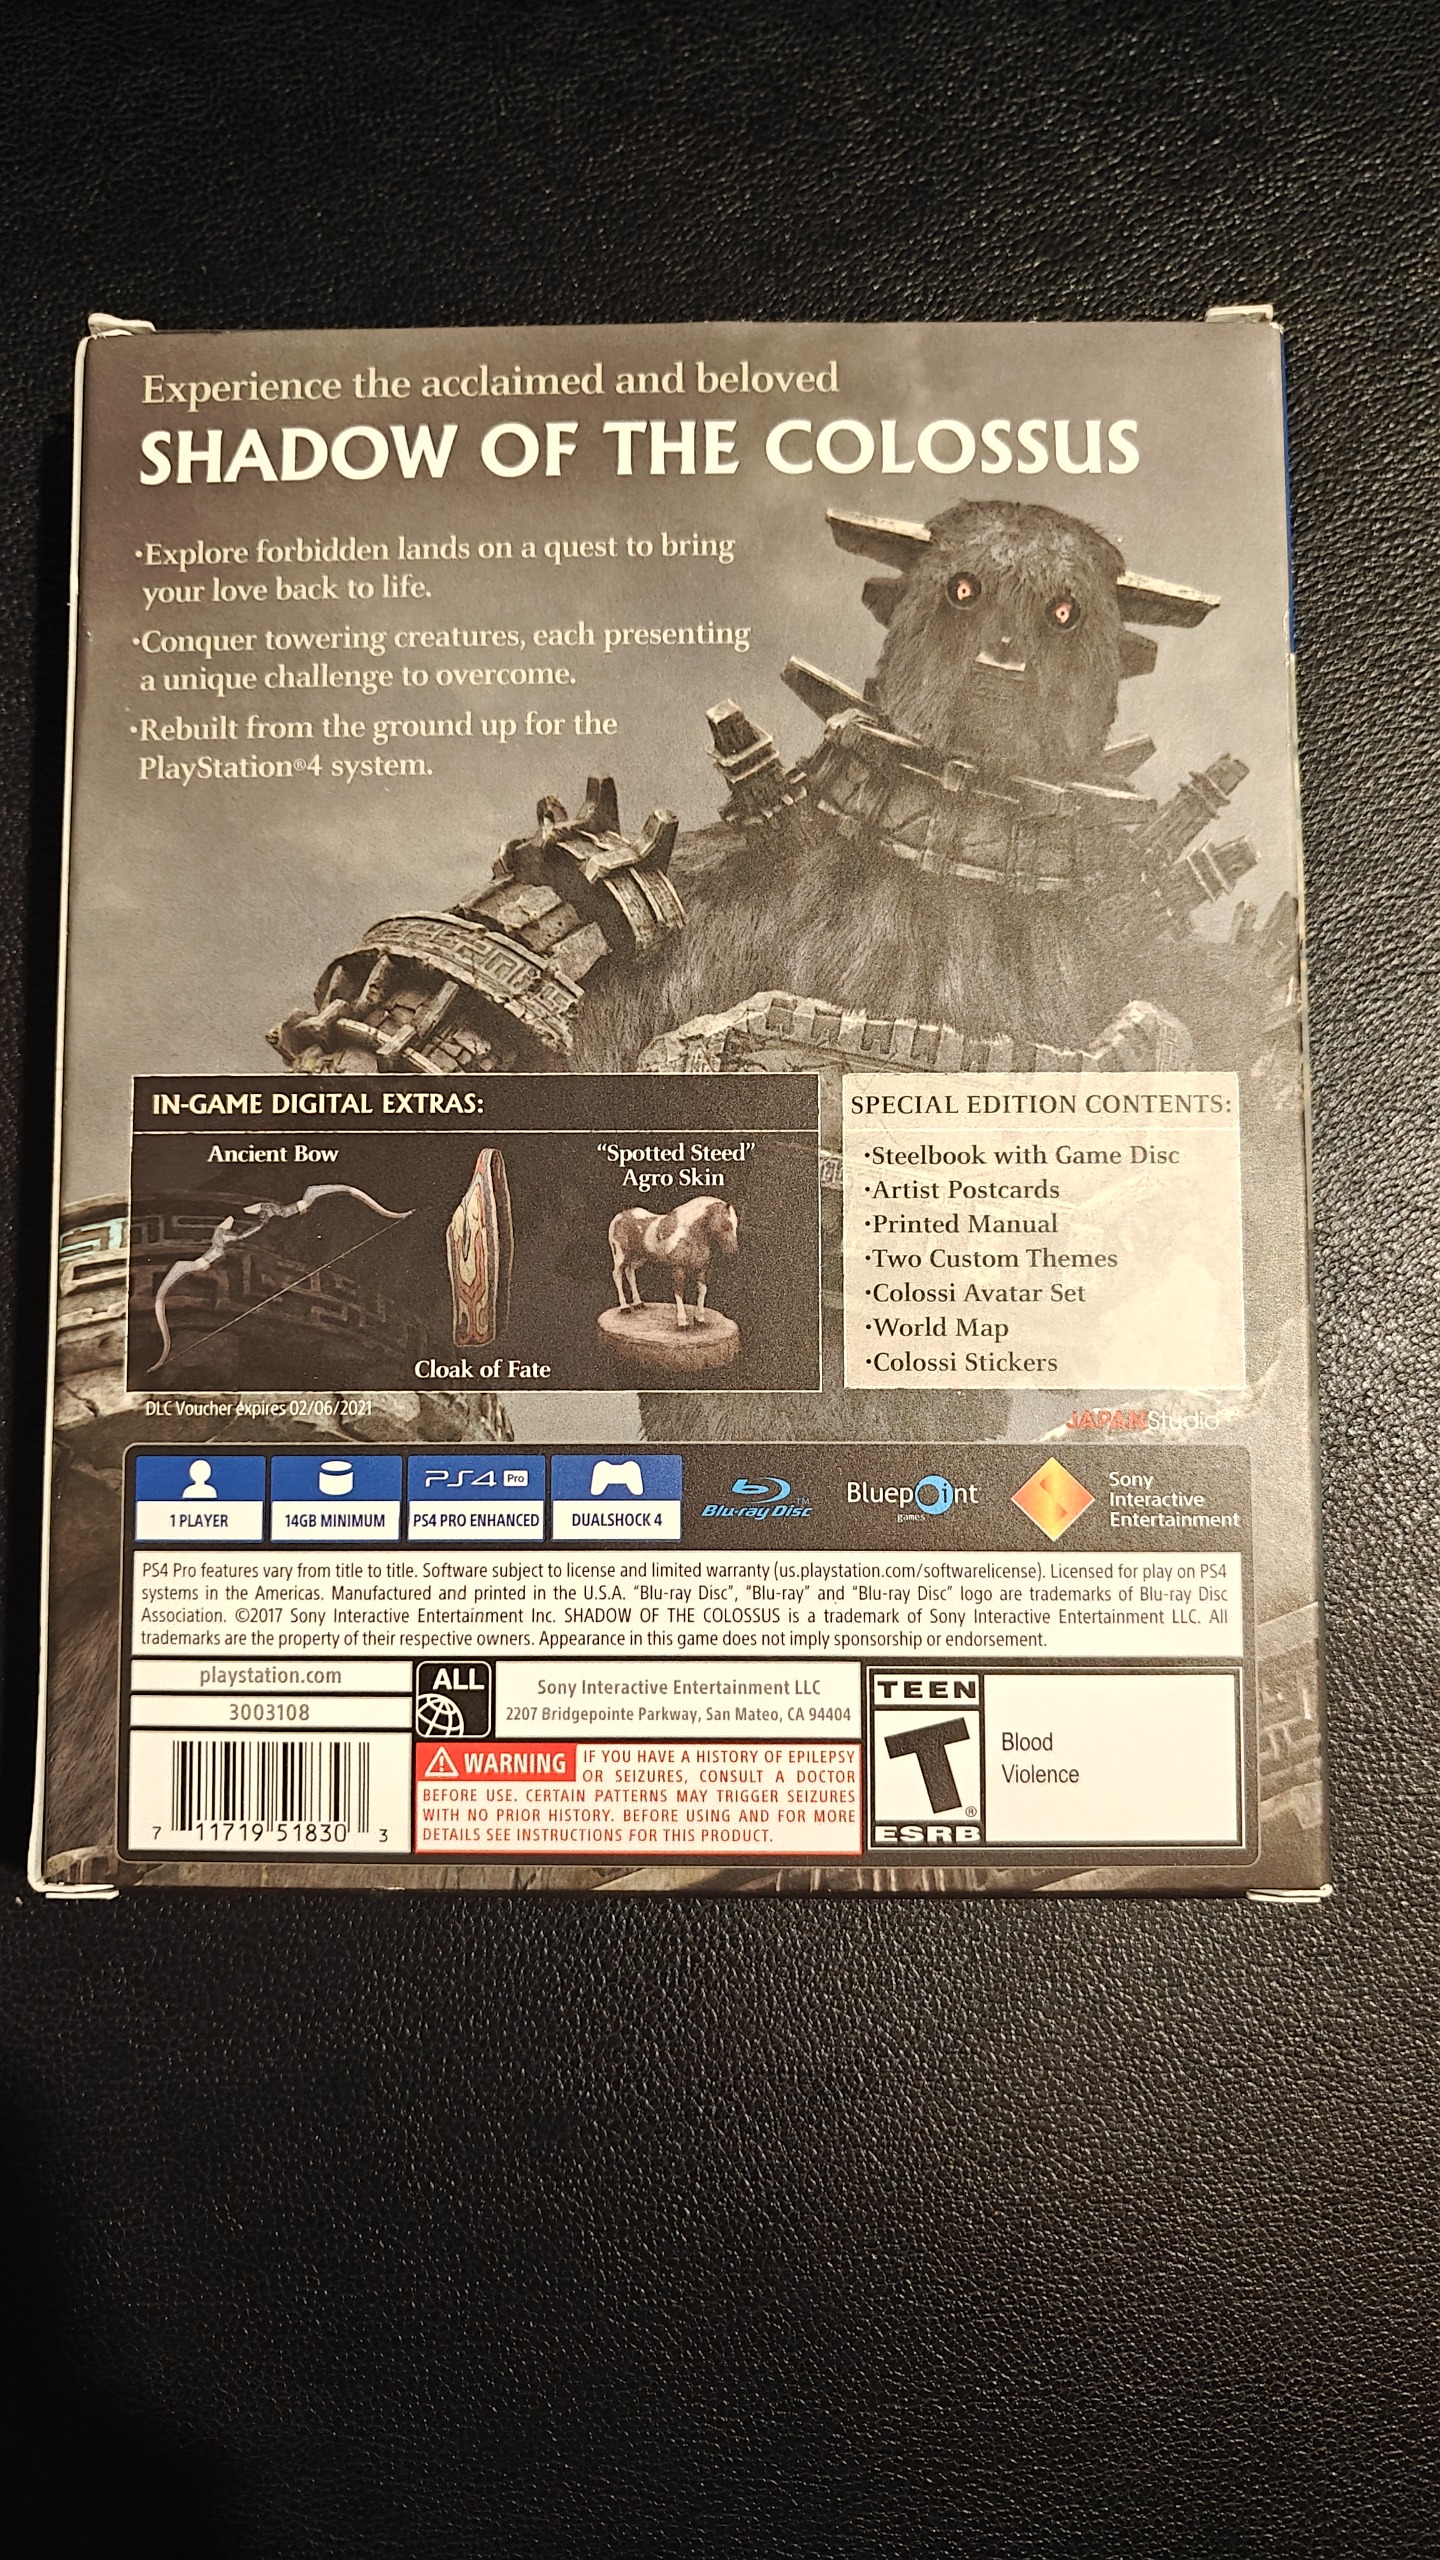 Experience the acclaimed and beloved
SHADOW OF THE COLOSSUS
•Explore forbidden lands on a quest to bring
your love back to life.
•Conquer towering creatures, each presenting
a unique challenge to overcome.
•Rebuilt from the ground up for the
PlayStation®4 system.
IN-GAME DIGITAL EXTRAS:
Ancient Bow
Cloak of Fate
“Spotted Steed”
Agro Skin
SPECIAL EDITION CONTENTS:
•Steelbook with Game Disc
•Artist Postcards
•Printed Manual
•Two Custom Themes
•Colossi Avatar Set
•World Map
•Colossi Stickers
DLC Voucher expires 02/06/2021
JAPANStudio
PS4 Pro
1 PLAYER
14GB MINIMUM
PS4 PRO ENHANCED
DUALSHOCK 4
Blu-ray Disc™
Bluepoint
games
Sony
Interactive
Entertainment
PS4 Pro features vary from title to title. Software subject to license and limited warranty (us.playstation.com/softwarelicense). Licensed for play on PS4
systems in the Americas. Manufactured and printed in the U.S.A. “Blu-ray Disc”, “Blu-ray” and “Blu-ray Disc” logo are trademarks of Blu-ray Disc
Association. ©2017 Sony Interactive Entertainment Inc. SHADOW OF THE COLOSSUS is a trademark of Sony Interactive Entertainment LLC. All
trademarks are the property of their respective owners. Appearance in this game does not imply sponsorship or endorsement.
playstation.com
3003108
7 11719 51830 3
ALL
Sony Interactive Entertainment LLC
2207 Bridgepointe Parkway, San Mateo, CA 94404
WARNING IF YOU HAVE A HISTORY OF EPILEPSY
OR SEIZURES, CONSULT A DOCTOR
BEFORE USE. CERTAIN PATTERNS MAY TRIGGER SEIZURES
WITH NO PRIOR HISTORY. BEFORE USING AND FOR MORE
DETAILS SEE INSTRUCTIONS FOR THIS PRODUCT.
TEEN
T®
ESRB
Blood
Violence